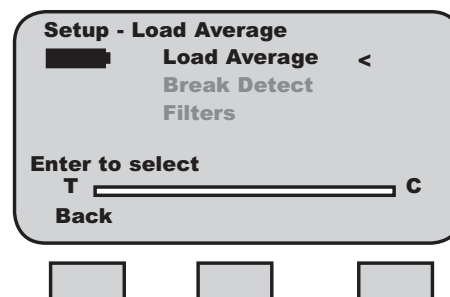 Setup - Load Average
Load Average <
Break Detect
Filters
Enter to select
T C
Back